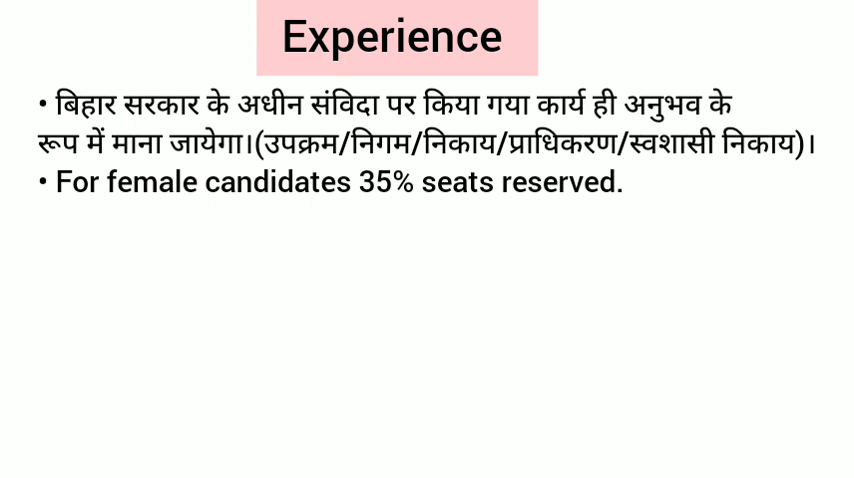 Experience
• बिहार सरकार के अधीन संविदा पर किया गया कार्य ही अनुभव के
रूप में माना जायेगा।(उपक्रम/निगम/निकाय/प्राधिकरण/स्वशासी निकाय)।
• For female candidates 35% seats reserved.